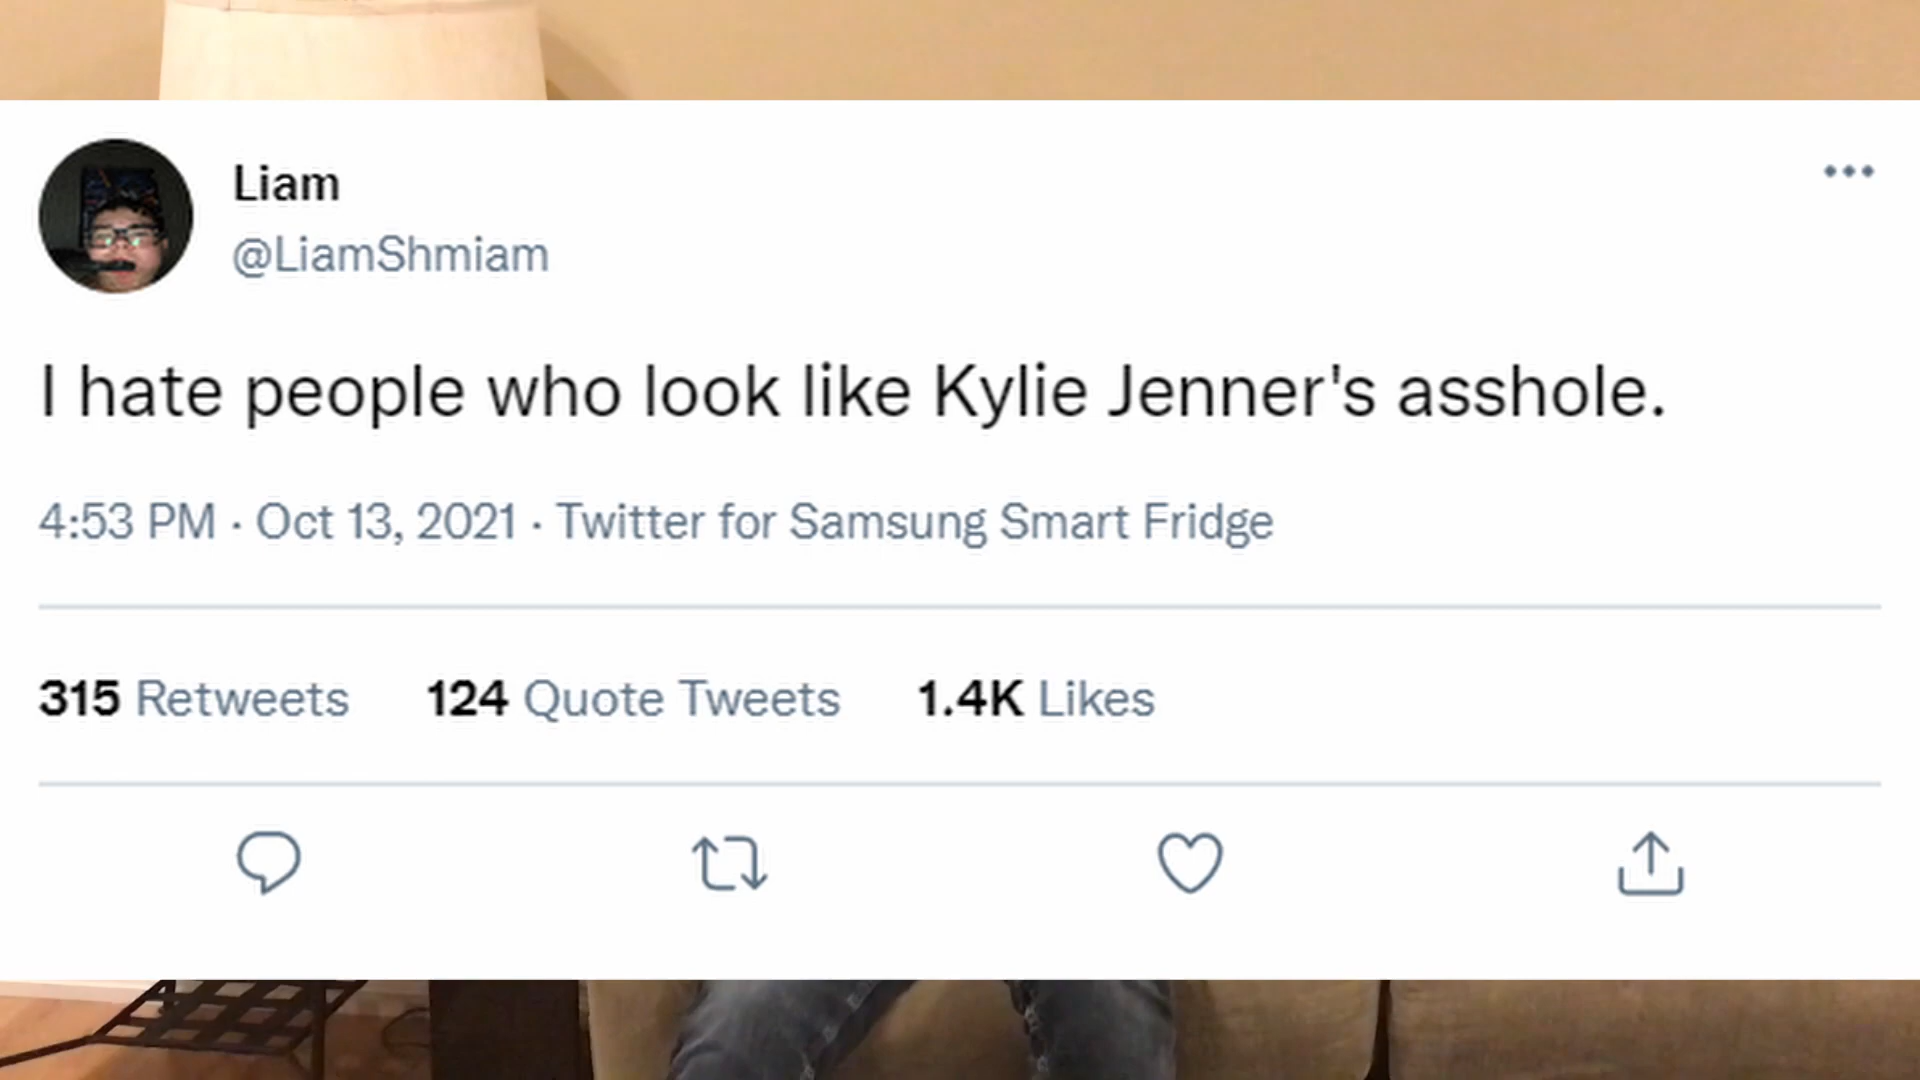 Liam
@LiamShmiam
I hate people who look like Kylie Jenner's asshole.
4:53 PM · Oct 13, 2021 · Twitter for Samsung Smart Fridge
315 Retweets 124 Quote Tweets 1.4K Likes